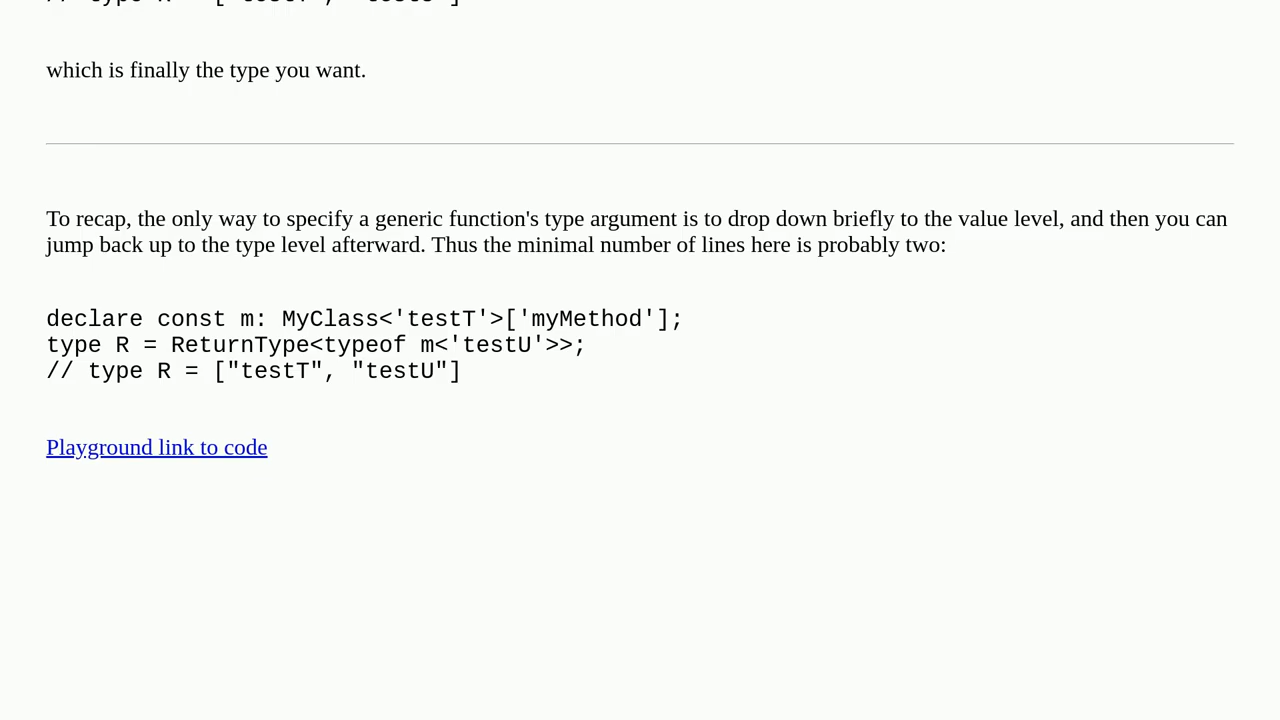 which is finally the type you want.
To recap, the only way to specify a generic function's type argument is to drop down briefly to the value level, and then you can
jump back up to the type level afterward. Thus the minimal number of lines here is probably two:
declare const m: MyClass<'testT'>['myMethod'];
type R = ReturnType<typeof m<'testU'>>;
// type R = ["testT", "testU"]
Playground link to code